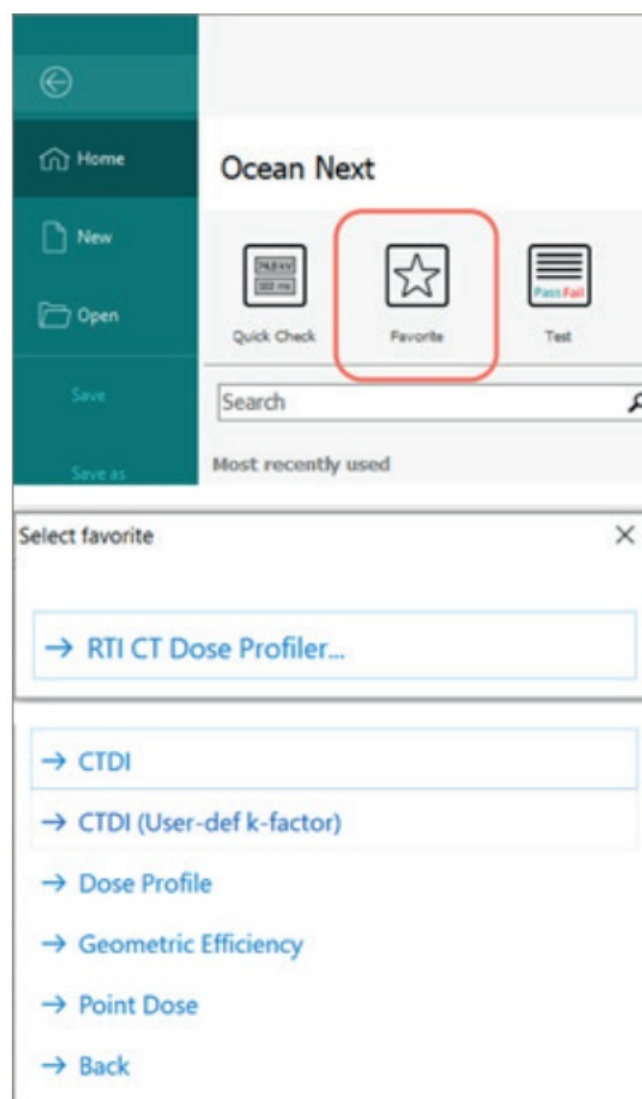 Home
Ocean Next
New
Open
Quick Check
Favorite
Pass Fail
Test
Save
Search
Save as
Most recently used
Select favorite
→ RTI CT Dose Profiler...
→ CTDI
→ CTDI (User-def k-factor)
→ Dose Profile
→ Geometric Efficiency
→ Point Dose
→ Back